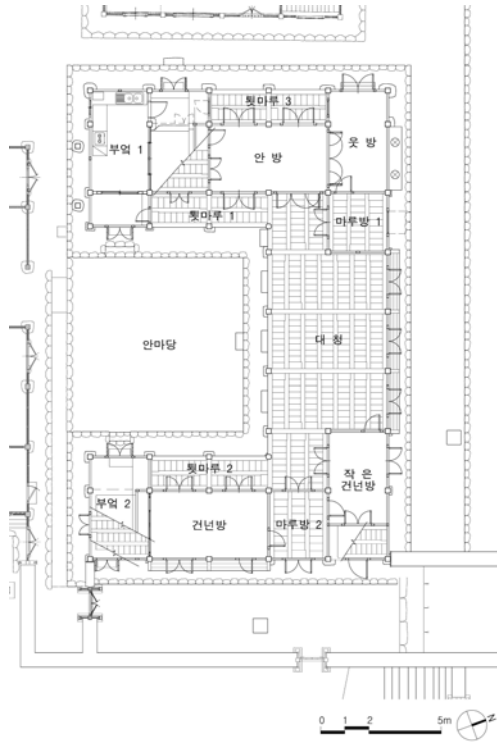 툇마루 3
부엌 1
안 방
웃 방
툇마루 1
마루방 1
안마당
대 청
툇마루 2
작 은
건넌방
부엌 2
건넌방
마루방 2
0 1 2 5m
N